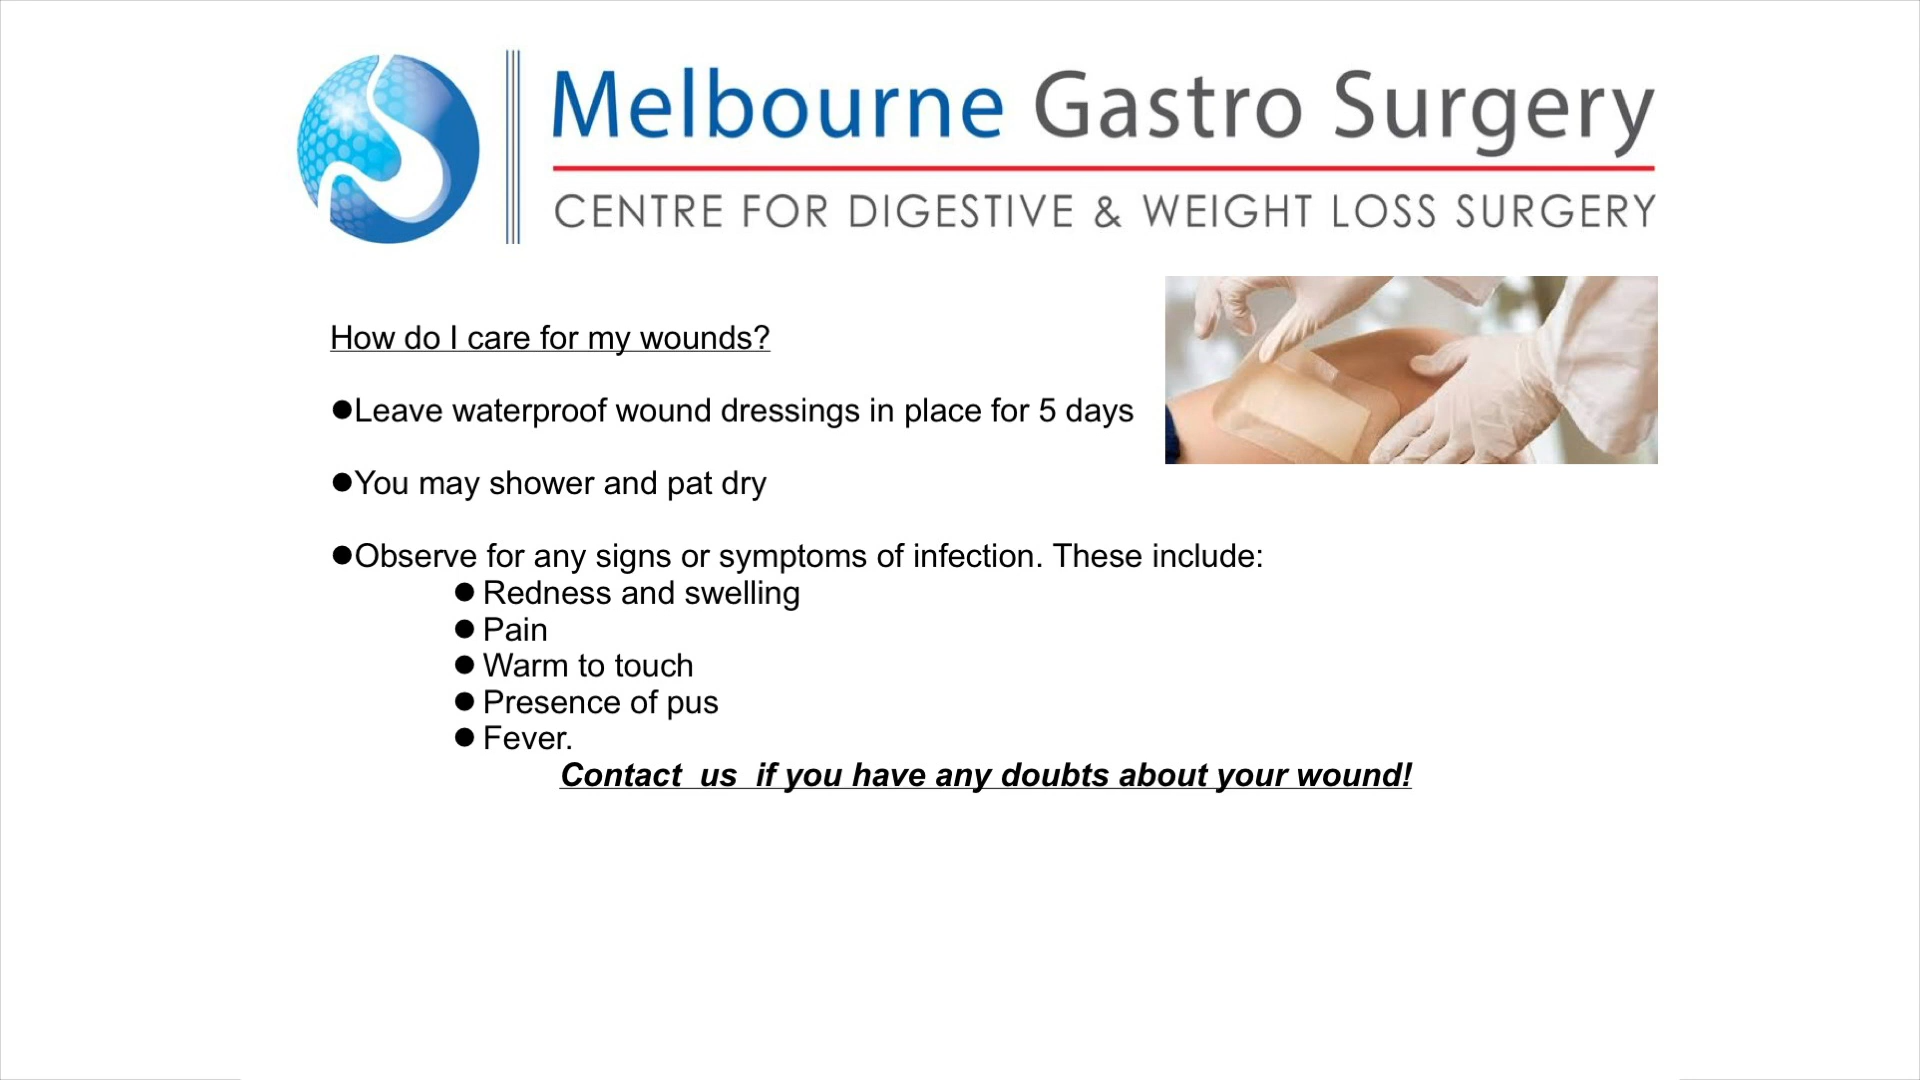 Melbourne Gastro Surgery
CENTRE FOR DIGESTIVE & WEIGHT LOSS SURGERY
How do I care for my wounds?
●Leave waterproof wound dressings in place for 5 days
●You may shower and pat dry
●Observe for any signs or symptoms of infection. These include:
● Redness and swelling
● Pain
● Warm to touch
● Presence of pus
● Fever.
Contact  us  if you have any doubts about your wound!